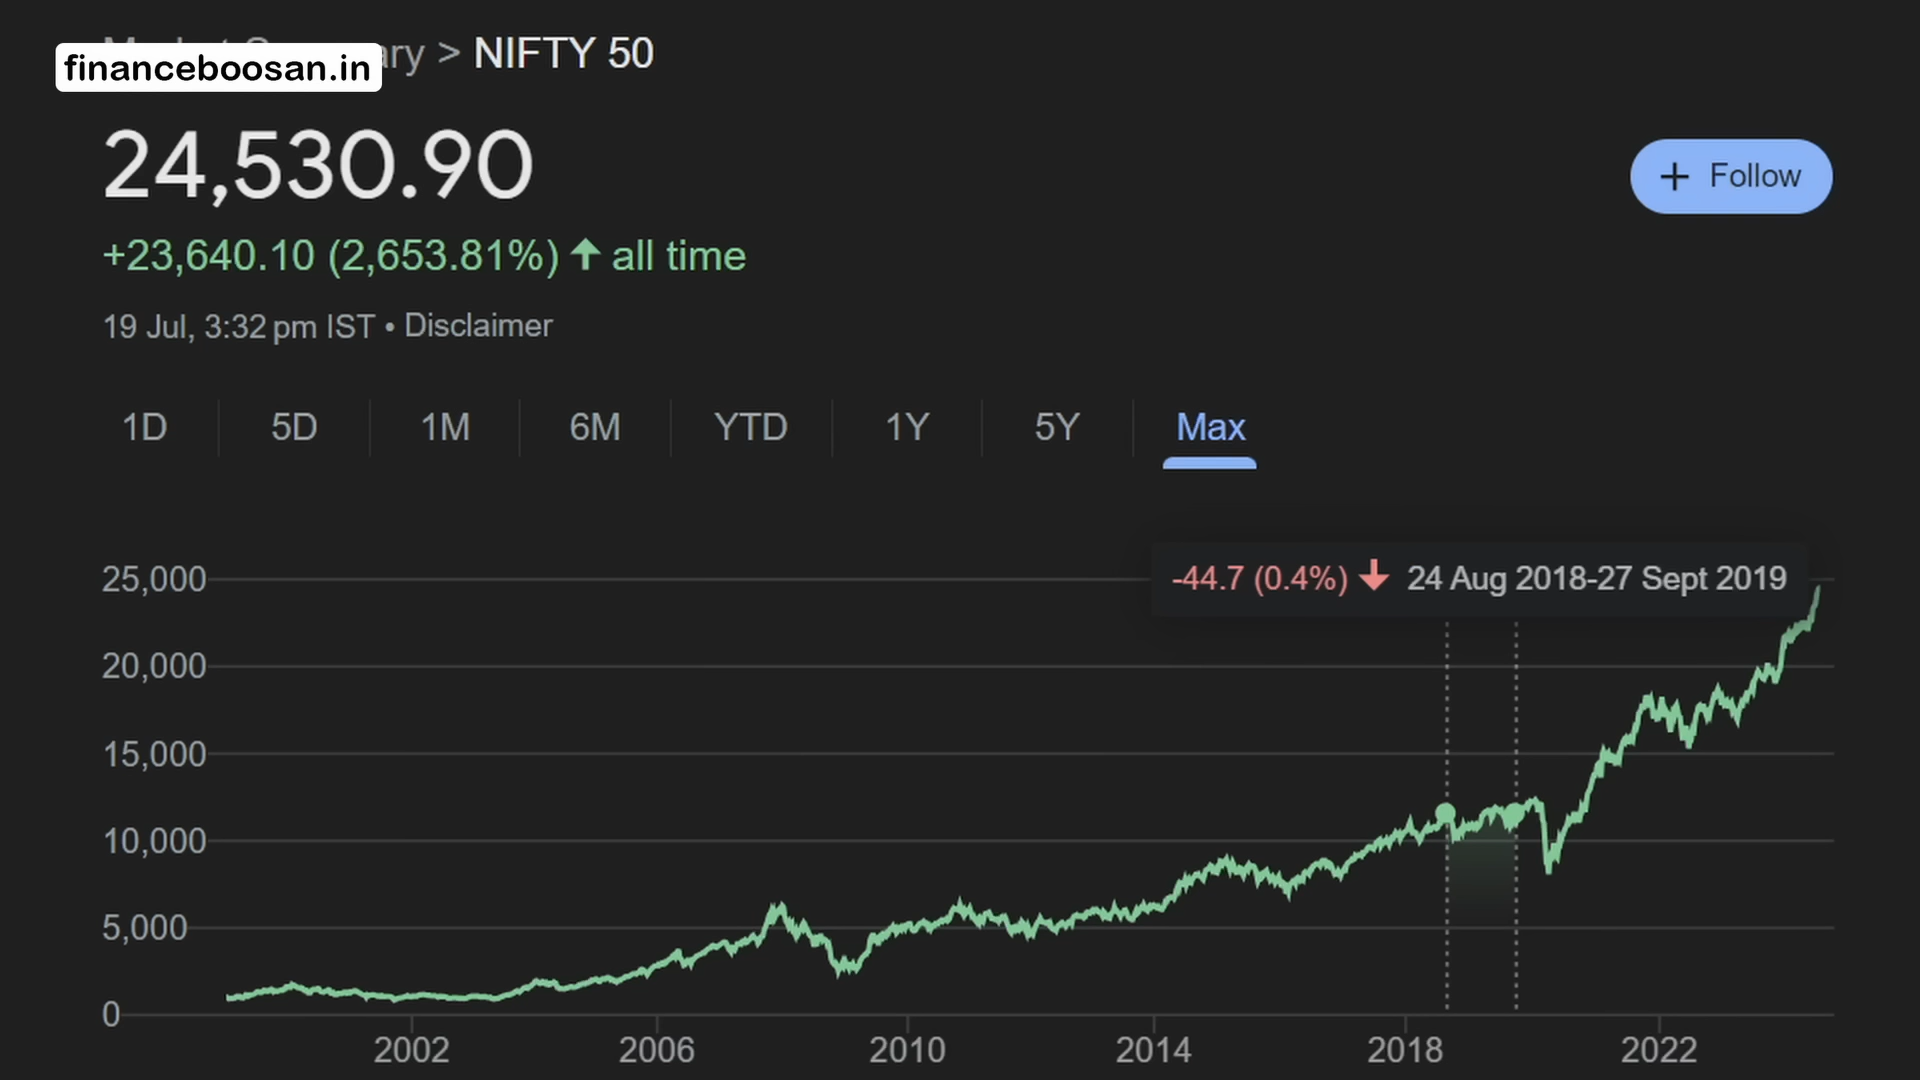 financeboosan.in
> NIFTY 50
24,530.90
+ Follow
+23,640.10 (2,653.81%) ↑ all time
19 Jul, 3:32 pm IST • Disclaimer
1D 5D 1M 6M YTD 1Y 5Y Max
-44.7 (0.4%) ↓ 24 Aug 2018-27 Sept 2019
25,000
20,000
15,000
10,000
5,000
0
2002 2006 2010 2014 2018 2022